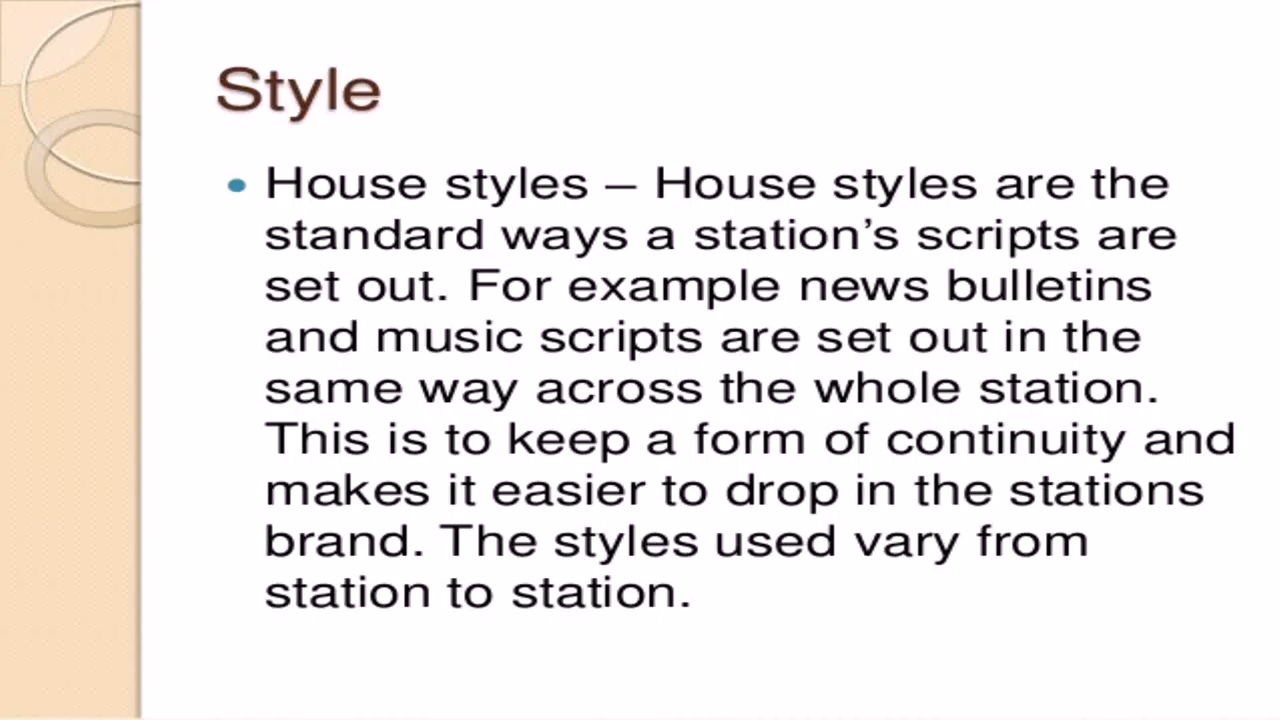 Style
• House styles – House styles are the
standard ways a station’s scripts are
set out. For example news bulletins
and music scripts are set out in the
same way across the whole station.
This is to keep a form of continuity and
makes it easier to drop in the stations
brand. The styles used vary from
station to station.